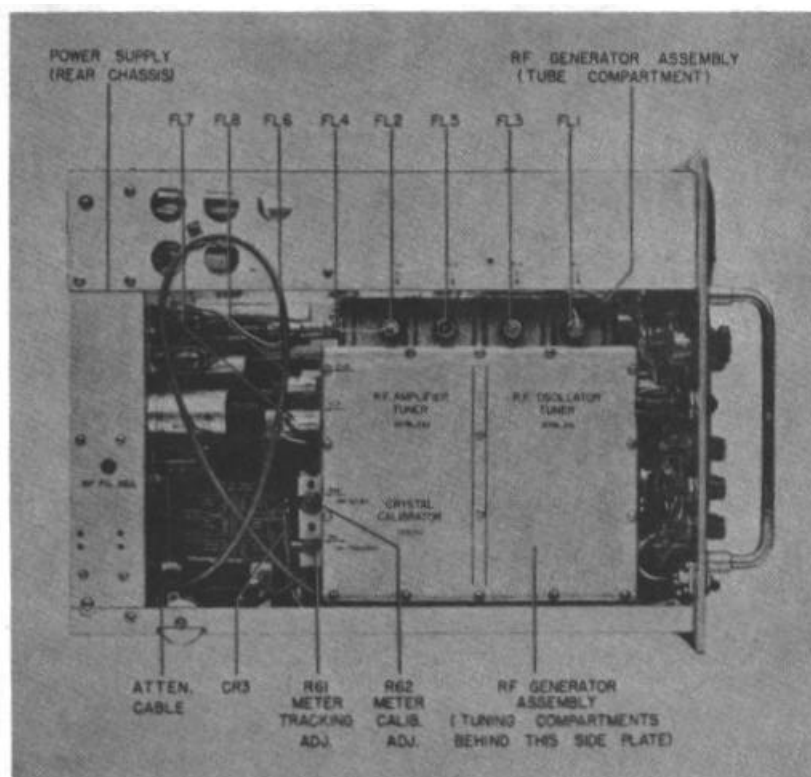 POWER SUPPLY
(REAR CHASSIS)
RF GENERATOR ASSEMBLY
(TUBE COMPARTMENT)
FL7 FL8 FL6 FL4 FL2 FL5 FL3 FL1
R.F. AMPLIFIER
TUNER
R.F. OSCILLATOR
TUNER
CRYSTAL
CALIBRATOR
ATTEN.
CABLE
CR3
R61
METER
TRACKING
ADJ.
R62
METER
CALIB.
ADJ.
RF GENERATOR
ASSEMBLY
(TUNING COMPARTMENTS
BEHIND THIS SIDE PLATE)